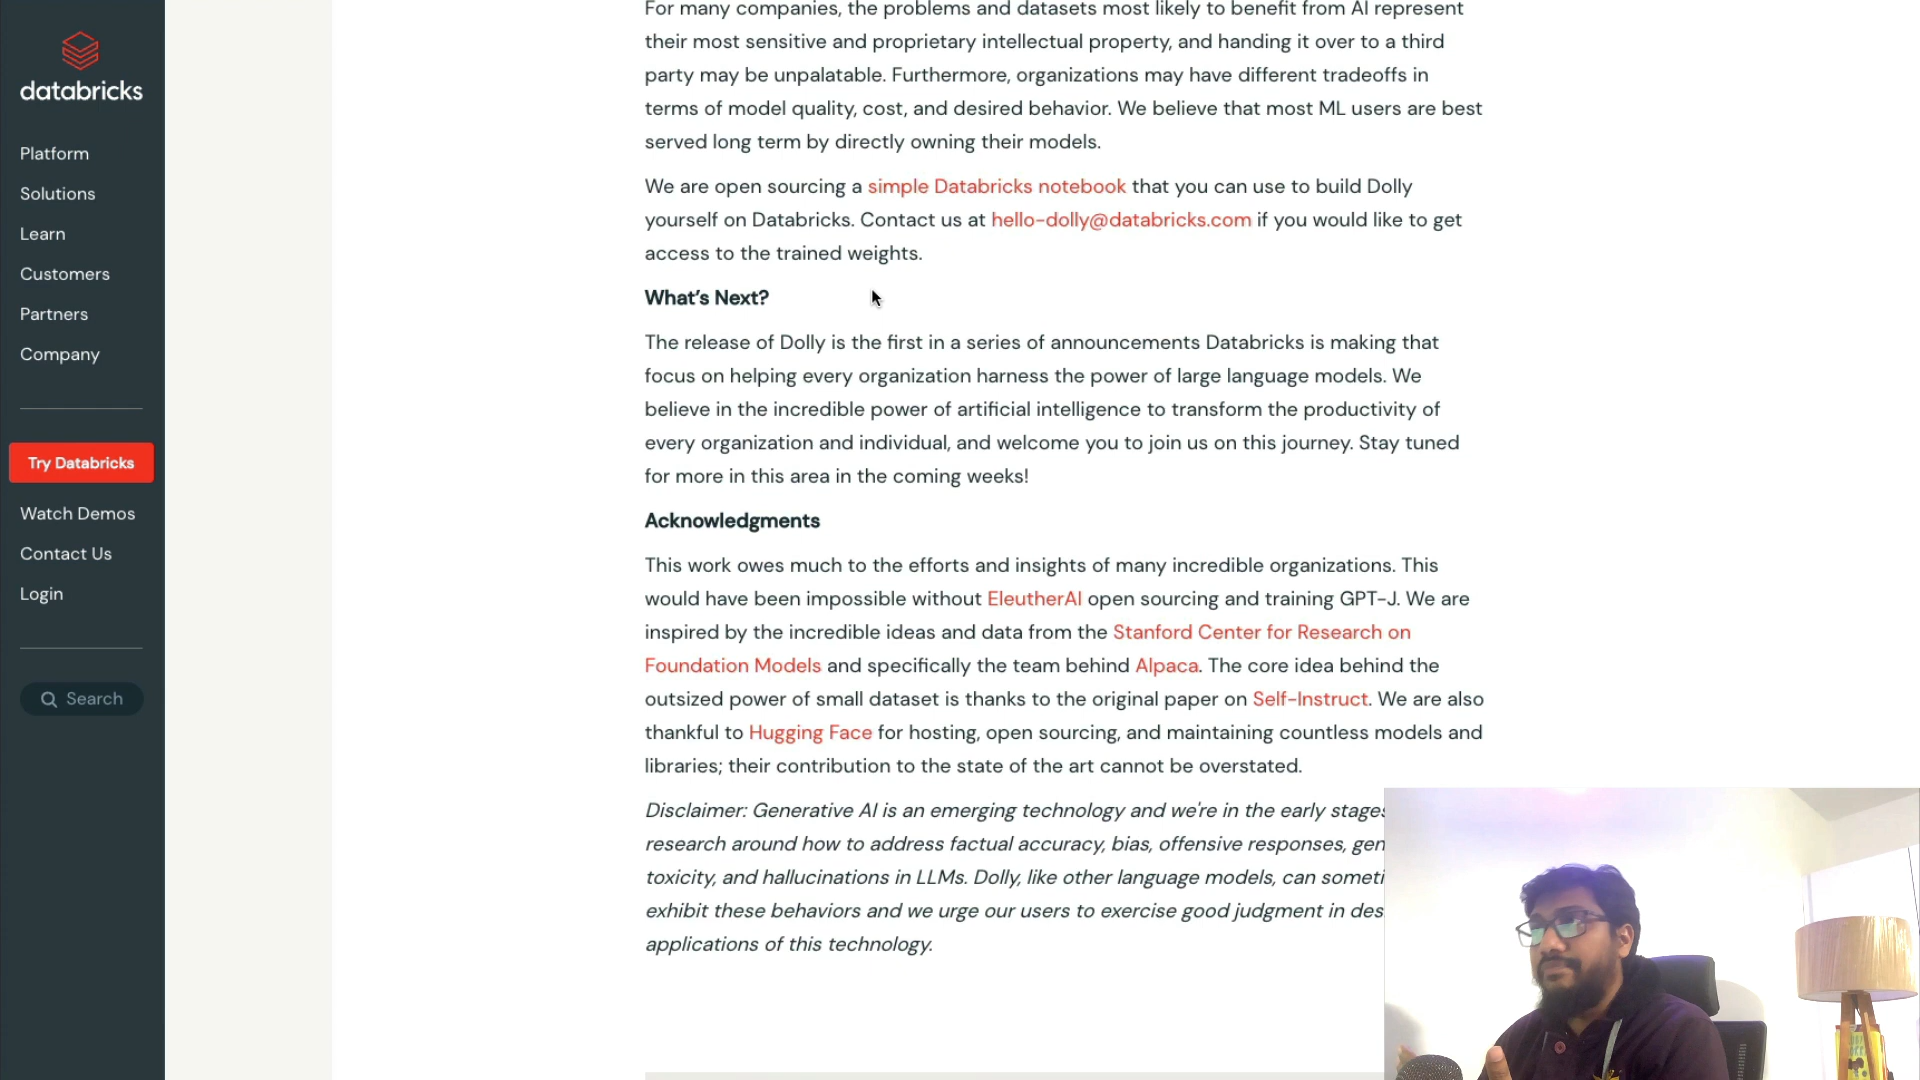 databricks
Platform
Solutions
Learn
Customers
Partners
Company
Try Databricks
Watch Demos
Contact Us
Login
Search
For many companies, the problems and datasets most likely to benefit from AI represent
their most sensitive and proprietary intellectual property, and handing it over to a third
party may be unpalatable. Furthermore, organizations may have different tradeoffs in
terms of model quality, cost, and desired behavior. We believe that most ML users are best
served long term by directly owning their models.
We are open sourcing a simple Databricks notebook that you can use to build Dolly
yourself on Databricks. Contact us at hello-dolly@databricks.com if you would like to get
access to the trained weights.
What's Next?
The release of Dolly is the first in a series of announcements Databricks is making that
focus on helping every organization harness the power of large language models. We
believe in the incredible power of artificial intelligence to transform the productivity of
every organization and individual, and welcome you to join us on this journey. Stay tuned
for more in this area in the coming weeks!
Acknowledgments
This work owes much to the efforts and insights of many incredible organizations. This
would have been impossible without EleutherAI open sourcing and training GPT-J. We are
inspired by the incredible ideas and data from the Stanford Center for Research on
Foundation Models and specifically the team behind Alpaca. The core idea behind the
outsized power of small dataset is thanks to the original paper on Self-Instruct. We are also
thankful to Hugging Face for hosting, open sourcing, and maintaining countless models and
libraries; their contribution to the state of the art cannot be overstated.
Disclaimer: Generative AI is an emerging technology and we're in the early stages
research around how to address factual accuracy, bias, offensive responses, gen
toxicity, and hallucinations in LLMs. Dolly, like other language models, can someti
exhibit these behaviors and we urge our users to exercise good judgment in des
applications of this technology.